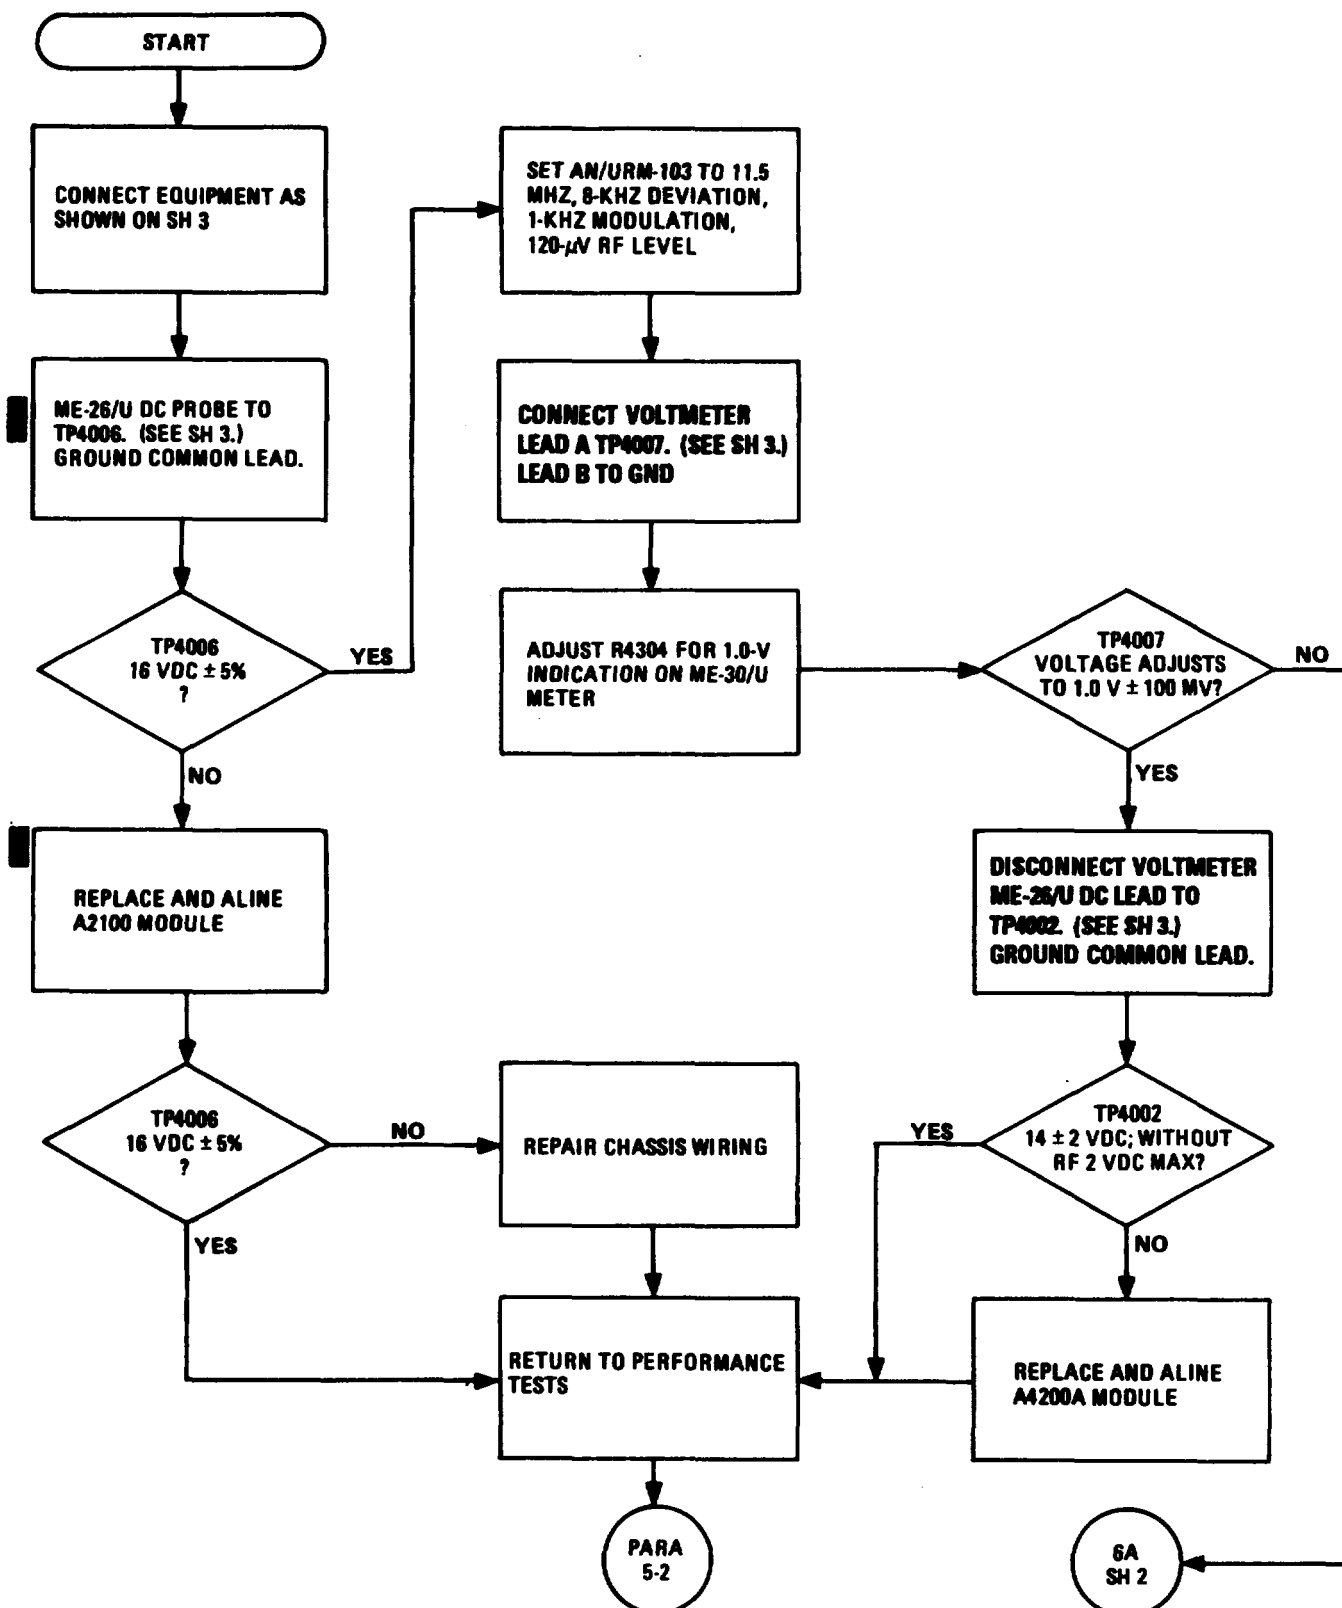 START
CONNECT EQUIPMENT AS
SHOWN ON SH 3
ME-26/U DC PROBE TO
TP4006. (SEE SH 3.)
GROUND COMMON LEAD.
TP4006
16 VDC ± 5%
?
YES
NO
REPLACE AND ALINE
A2100 MODULE
TP4006
16 VDC ± 5%
?
NO
YES
REPAIR CHASSIS WIRING
SET AN/URM-103 TO 11.5
MHZ, 8-KHZ DEVIATION,
1-KHZ MODULATION,
120-μV RF LEVEL
CONNECT VOLTMETER
LEAD A TP4007. (SEE SH 3.)
LEAD B TO GND
ADJUST R4304 FOR 1.0-V
INDICATION ON ME-30/U
METER
TP4007
VOLTAGE ADJUSTS
TO 1.0 V ± 100 MV?
NO
YES
DISCONNECT VOLTMETER
ME-26/U DC LEAD TO
TP4002. (SEE SH 3.)
GROUND COMMON LEAD.
TP4002
14 ± 2 VDC; WITHOUT
RF 2 VDC MAX?
YES
NO
REPLACE AND ALINE
A4200A MODULE
RETURN TO PERFORMANCE
TESTS
PARA
5-2
6A
SH 2